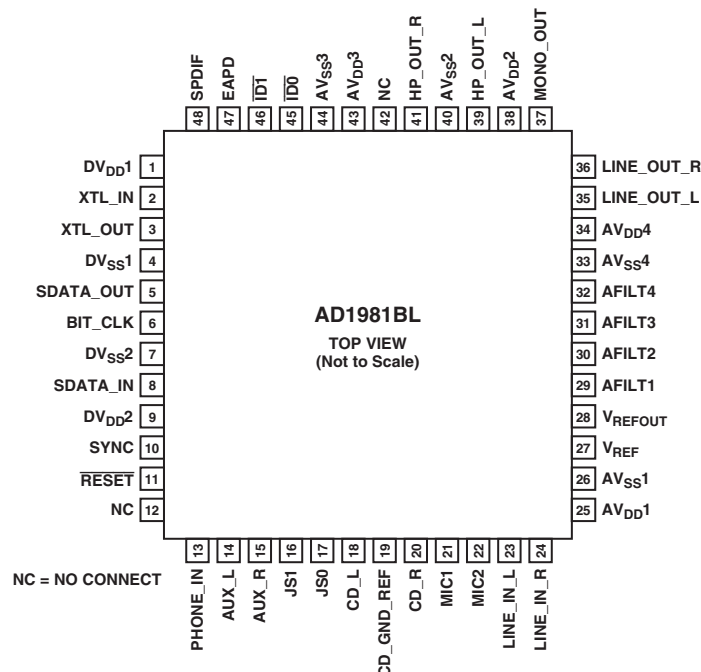 SPDIF
EAPD
ID1
ID0
AVSS3
AVDD3
NC
HP_OUT_R
AVSS2
HP_OUT_L
AVDD2
MONO_OUT
48 47 46 45 44 43 42 41 40 39 38 37
DVDD1 1
XTL_IN 2
XTL_OUT 3
DVSS1 4
SDATA_OUT 5
BIT_CLK 6
DVSS2 7
SDATA_IN 8
DVDD2 9
SYNC 10
RESET 11
NC 12
AD1981BL
TOP VIEW
(Not to Scale)
36 LINE_OUT_R
35 LINE_OUT_L
34 AVDD4
33 AVSS4
32 AFILT4
31 AFILT3
30 AFILT2
29 AFILT1
28 VREFOUT
27 VREF
26 AVSS1
25 AVDD1
13 14 15 16 17 18 19 20 21 22 23 24
PHONE_IN
AUX_L
AUX_R
JS1
JS0
CD_L
CD_GND_REF
CD_R
MIC1
MIC2
LINE_IN_L
LINE_IN_R
NC = NO CONNECT